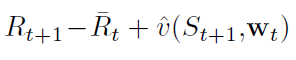 $R_{t+1} - \bar{R}_t + \hat{v}(S_{t+1}, \mathbf{w}_t)$